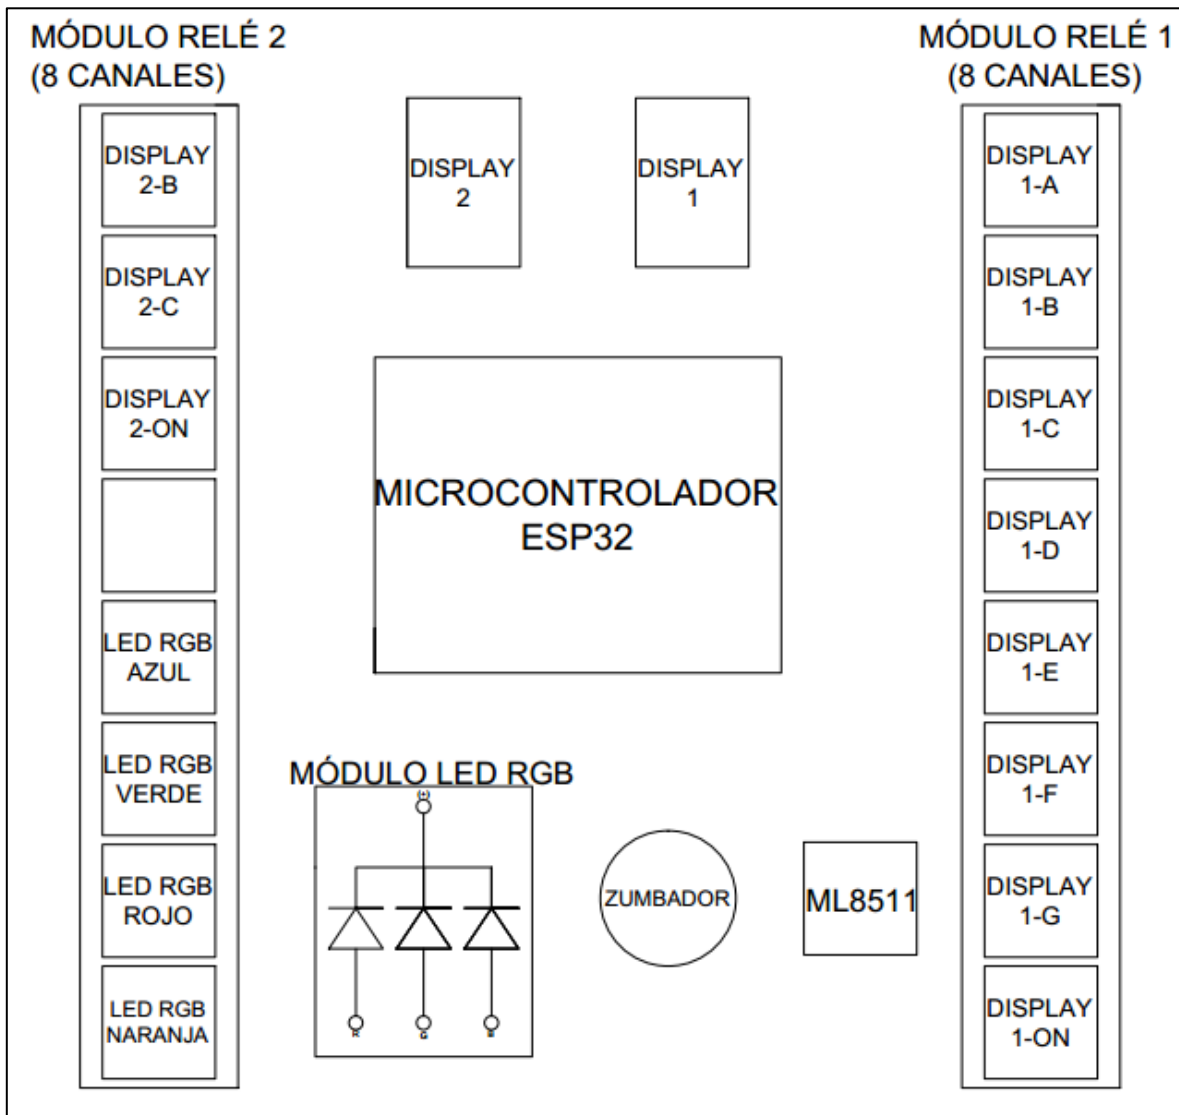 MÓDULO RELÉ 2
(8 CANALES)
DISPLAY
2-B
DISPLAY
2-C
DISPLAY
2-ON
LED RGB
AZUL
LED RGB
VERDE
LED RGB
ROJO
LED RGB
NARANJA
DISPLAY
2
DISPLAY
1
MICROCONTROLADOR
ESP32
MÓDULO LED RGB
(+)
G
ZUMBADOR
ML8511
MÓDULO RELÉ 1
(8 CANALES)
DISPLAY
1-A
DISPLAY
1-B
DISPLAY
1-C
DISPLAY
1-D
DISPLAY
1-E
DISPLAY
1-F
DISPLAY
1-G
DISPLAY
1-ON